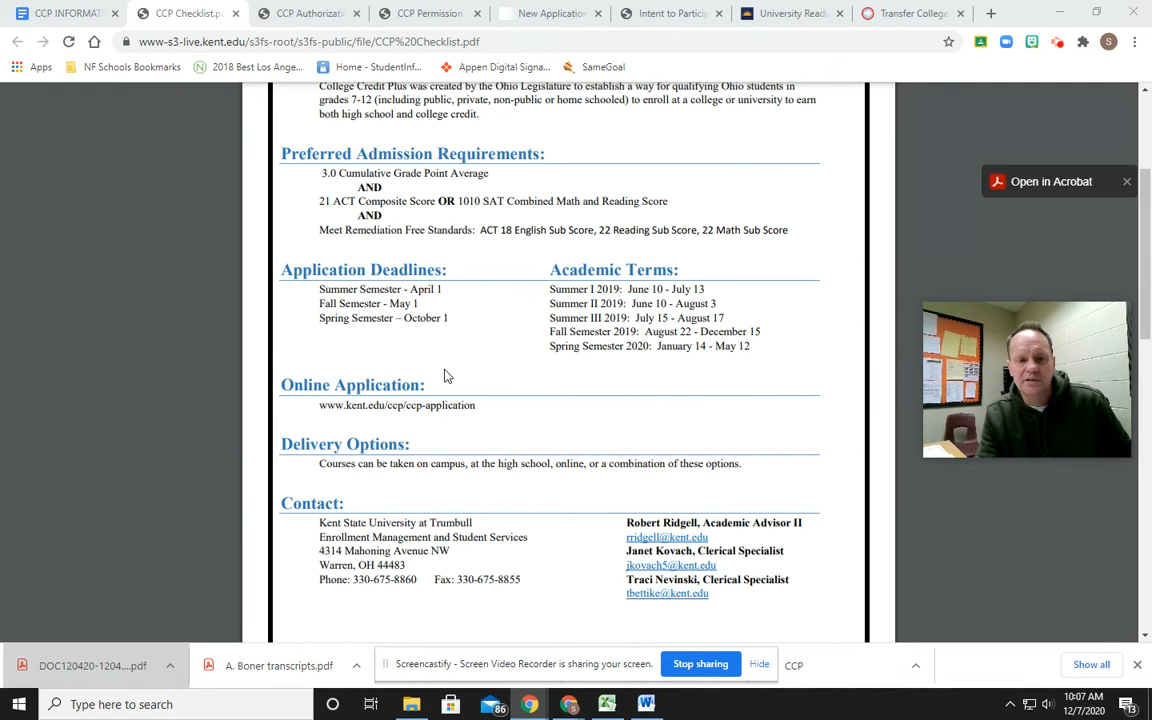 CCP INFORMAT
CCP Checklist.p
CCP Authorizatio
CCP Permission
New Application
Intent to Particip
University Readi
Transfer College
www-s3-live.kent.edu/s3fs-root/s3fs-public/file/CCP%20Checklist.pdf
S
Apps
NF Schools Bookmarks
2018 Best Los Ange...
Home - StudentInf...
Appen Digital Signa...
SameGoal
College Credit Plus was created by the Ohio Legislature to establish a way for qualifying Ohio students in
grades 7-12 (including public, private, non-public or home schooled) to enroll at a college or university to earn
both high school and college credit.
Open in Acrobat
Preferred Admission Requirements:
3.0 Cumulative Grade Point Average
AND
21 ACT Composite Score OR 1010 SAT Combined Math and Reading Score
AND
Meet Remediation Free Standards: ACT 18 English Sub Score, 22 Reading Sub Score, 22 Math Sub Score
Application Deadlines:
Summer Semester - April 1
Fall Semester - May 1
Spring Semester – October 1
Academic Terms:
Summer I 2019: June 10 - July 13
Summer II 2019: June 10 - August 3
Summer III 2019: July 15 - August 17
Fall Semester 2019: August 22 - December 15
Spring Semester 2020: January 14 - May 12
Online Application:
www.kent.edu/ccp/ccp-application
Delivery Options:
Courses can be taken on campus, at the high school, online, or a combination of these options.
Contact:
Kent State University at Trumbull
Enrollment Management and Student Services
4314 Mahoning Avenue NW
Warren, OH 44483
Phone: 330-675-8860 Fax: 330-675-8855
Robert Ridgell, Academic Advisor II
rridgell@kent.edu
Janet Kovach, Clerical Specialist
jkovach5@kent.edu
Traci Nevinski, Clerical Specialist
tbettike@kent.edu
DOC120420-1204....pdf
A. Boner transcripts.pdf
Screencastify - Screen Video Recorder is sharing your screen.
Stop sharing
Hide
CCP
Show all
Type here to search
86
10:07 AM
12/7/2020
13